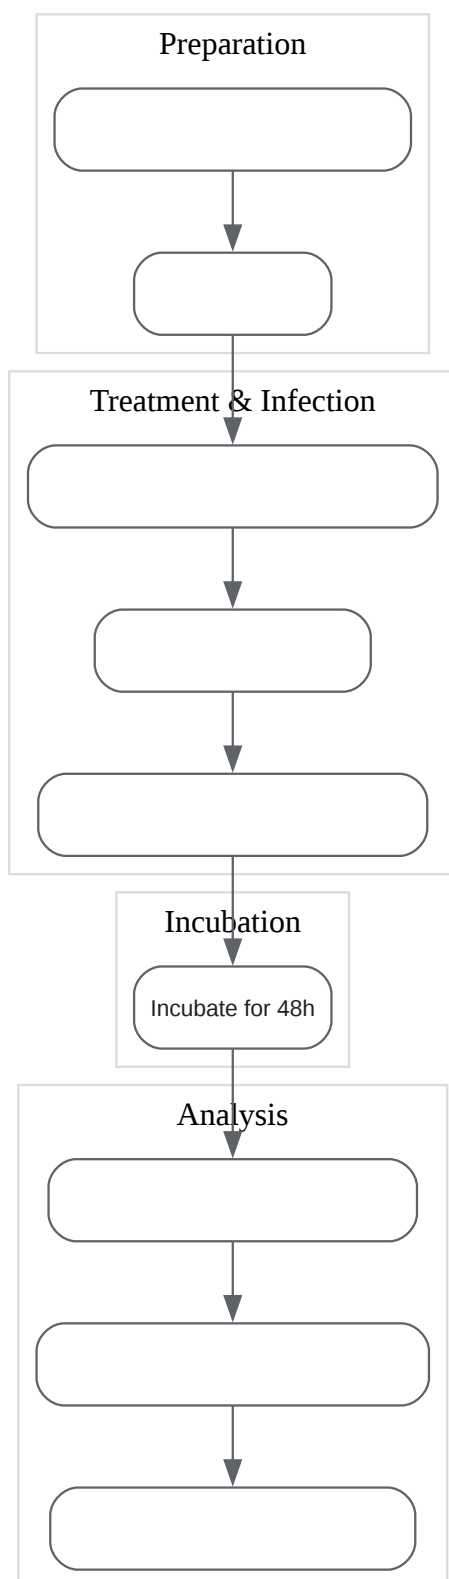 Preparation
Treatment & Infection
Incubation
Incubate for 48h
Analysis